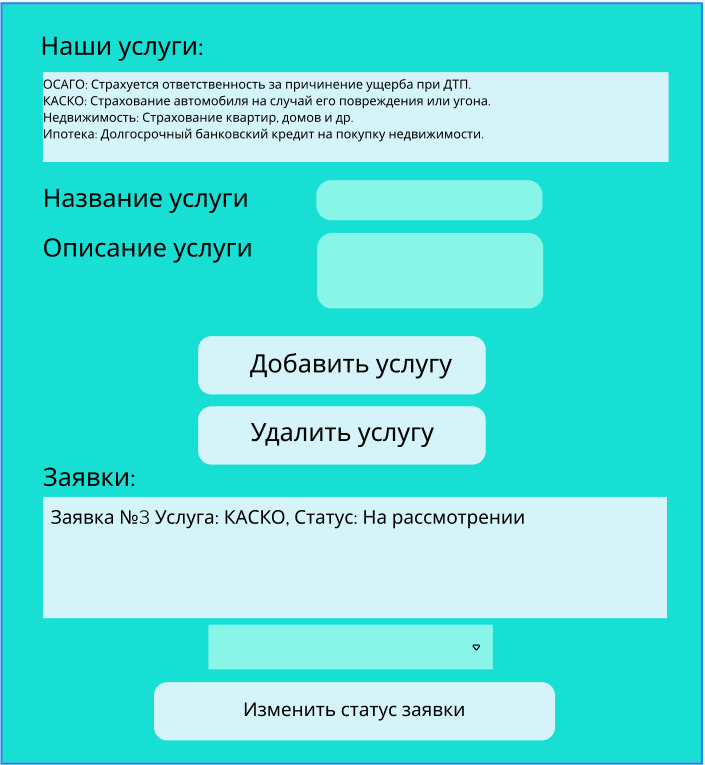 Наши услуги:
ОСАГО: Страхуется ответственность за причинение ущерба при ДТП.
КАСКО: Страхование автомобиля на случай его повреждения или угона.
Недвижимость: Страхование квартир, домов и др.
Ипотека: Долгосрочный банковский кредит на покупку недвижимости.
Название услуги
Описание услуги
Добавить услугу
Удалить услугу
Заявки:
Заявка №3 Услуга: КАСКО, Статус: На рассмотрении
Изменить статус заявки